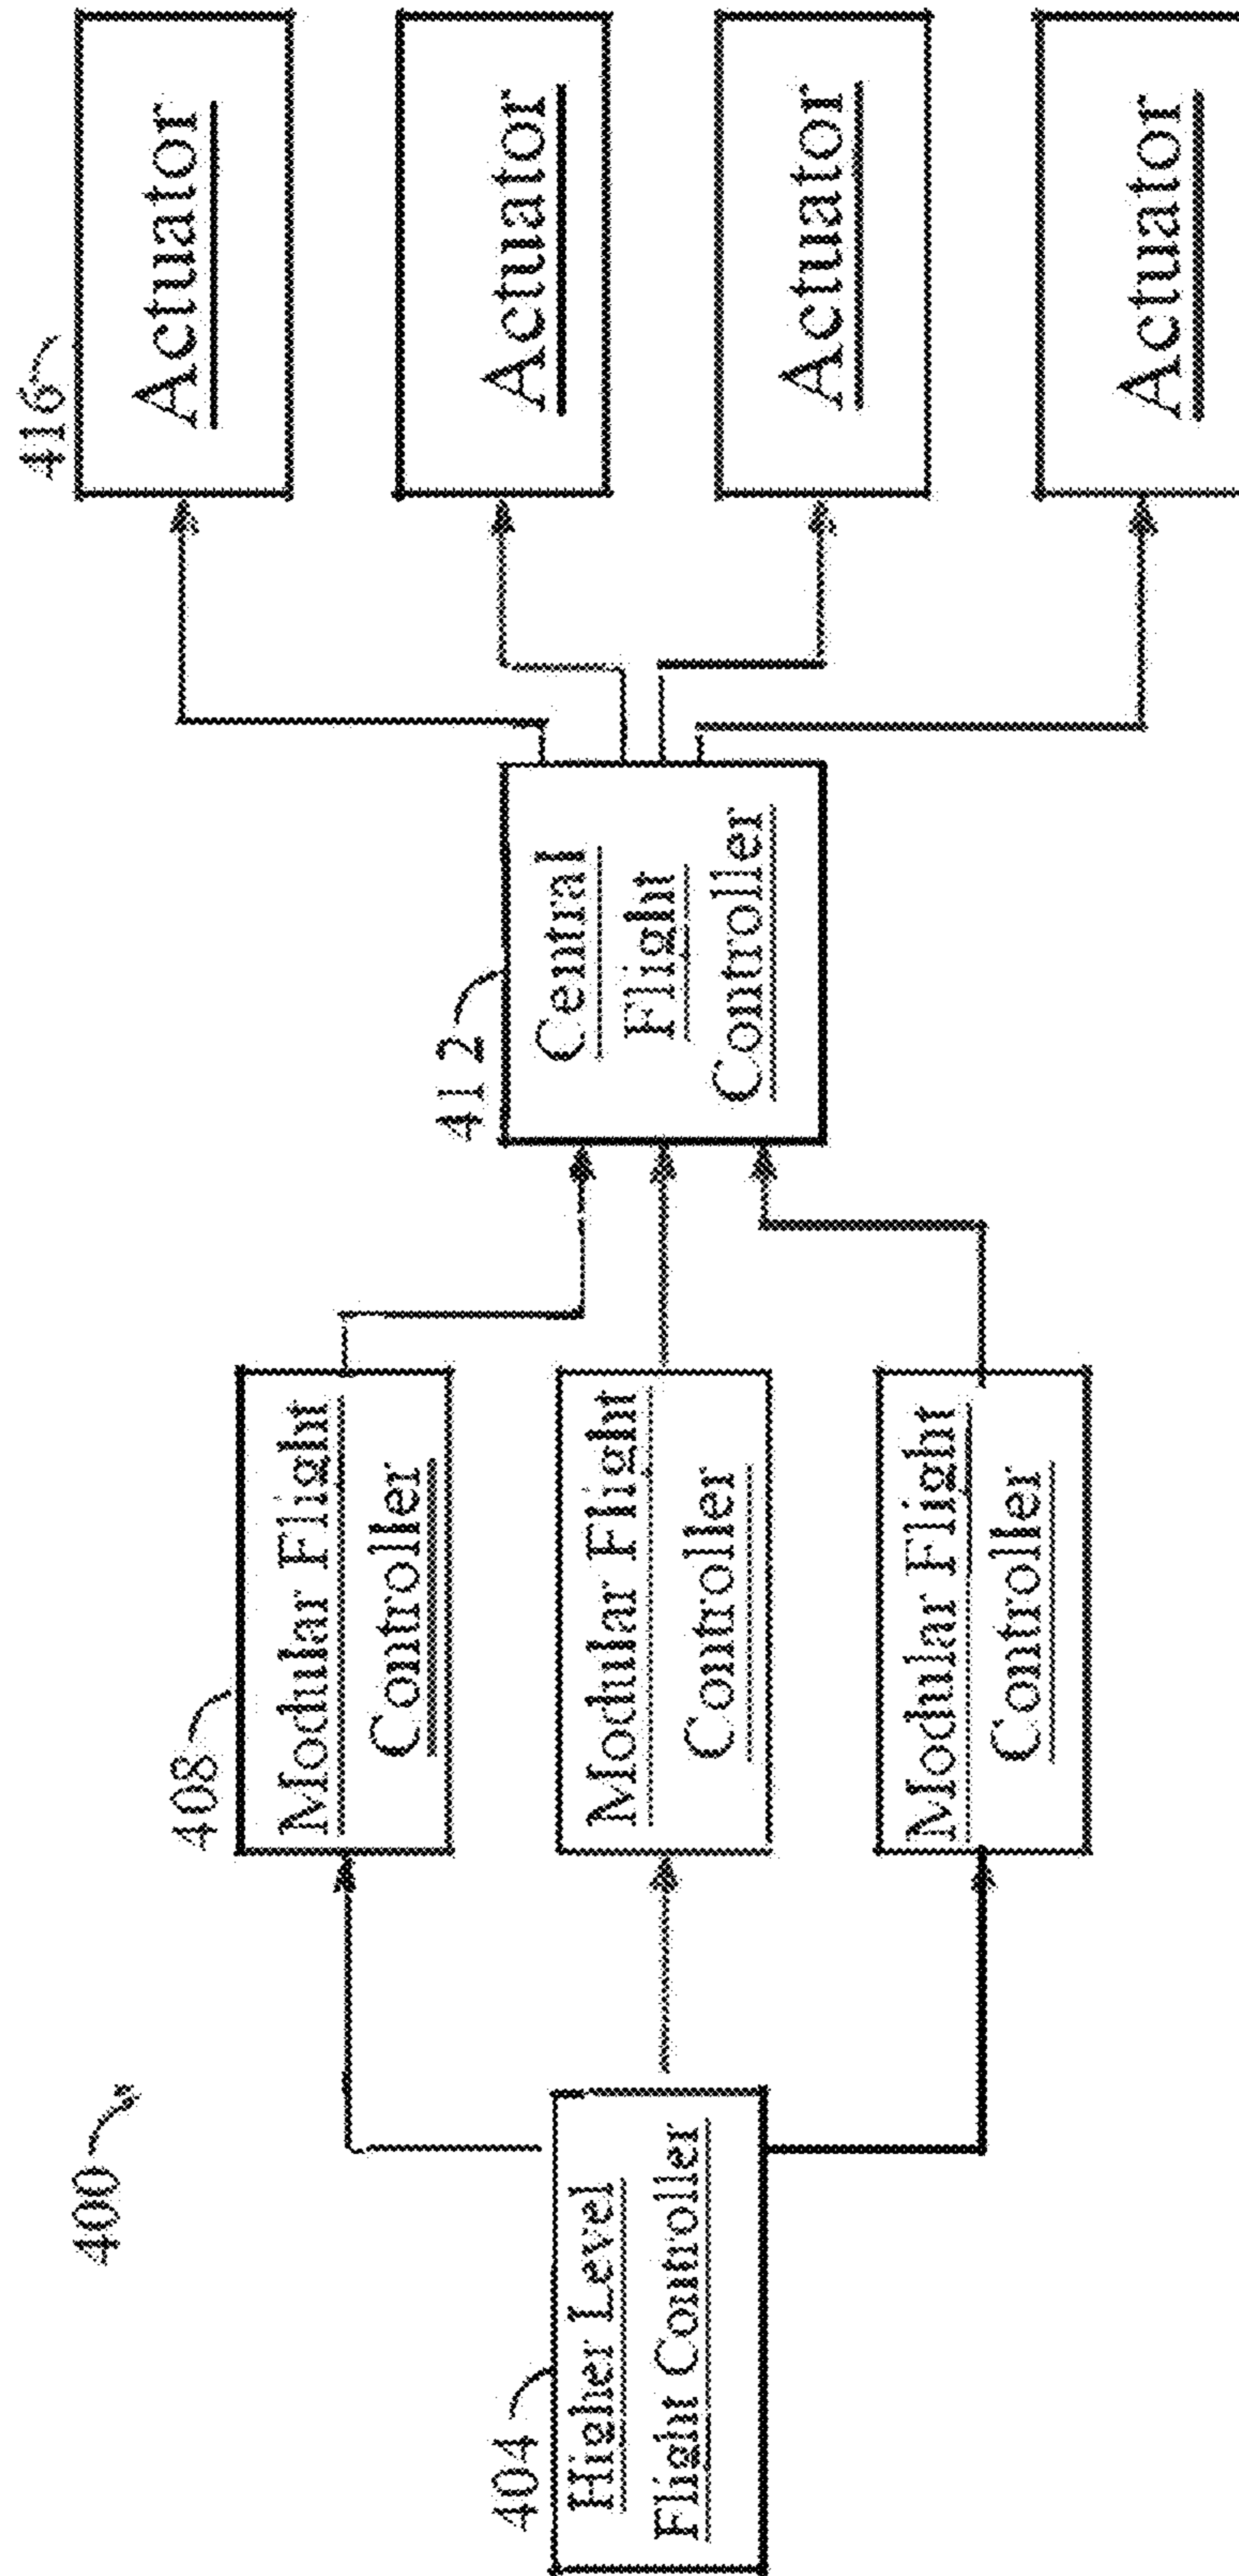 400
404
Higher Level
Flight Controller
408
Modular Flight
Controller
Modular Flight
Controller
Modular Flight
Controller
412
Central
Flight
Controller
416
Actuator
Actuator
Actuator
Actuator